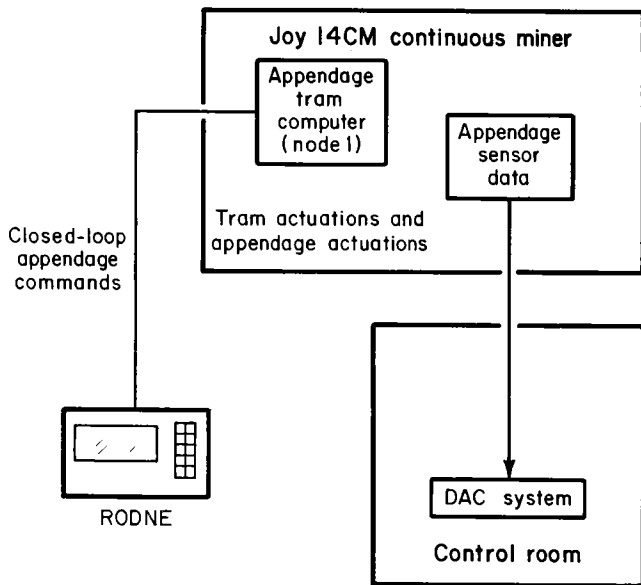 Joy 14CM continuous miner
Appendage
tram
computer
(node 1)
Appendage
sensor
data
Tram actuations and
appendage actuations
Closed-loop
appendage
commands
RODNE
DAC system
Control room